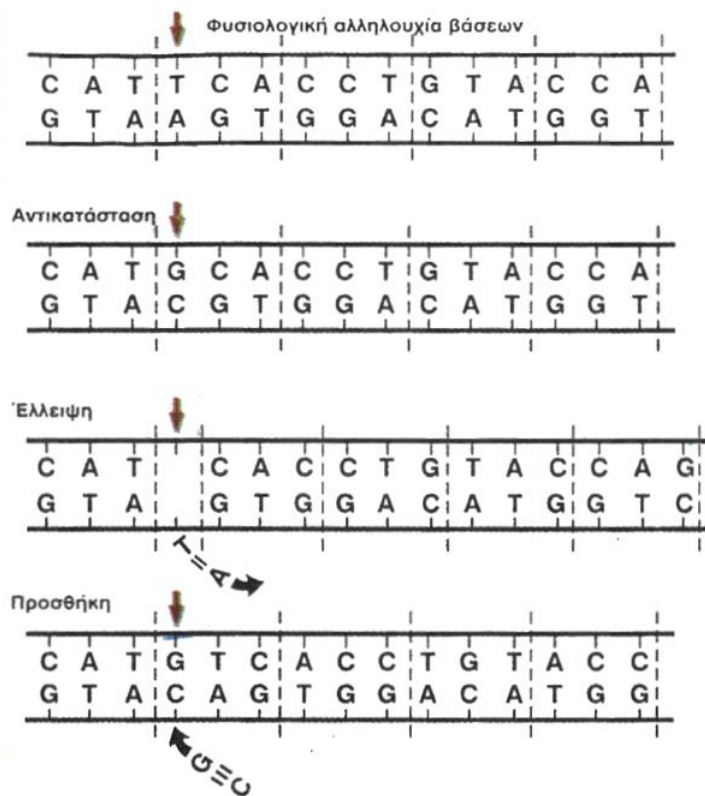 Φυσιολογική αλληλουχία βάσεων
C A T T C A C C T G T A C C A
G T A A G T G G A C A T G G T
Αντικατάσταση
C A T G C A C C T G T A C C A
G T A C G T G G A C A T G G T
Έλλειψη
C A T C A C C T G T A C C A G
G T A G T G G A C A T G G T C
T=A
Προσθήκη
C A T G T C A C C T G T A C C
G T A C A G T G G A C A T G G
G≡C